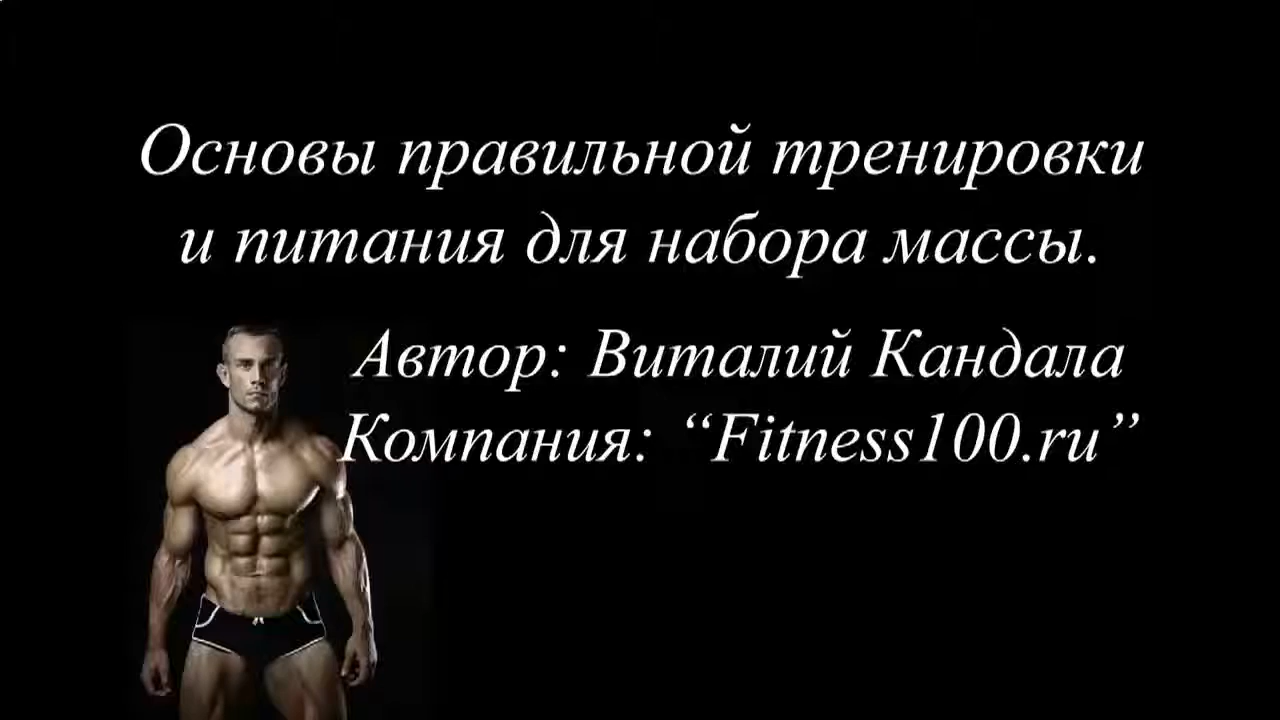 Основы правильной тренировки
и питания для набора массы.
Автор: Виталий Кандала
Компания: “Fitness100.ru”